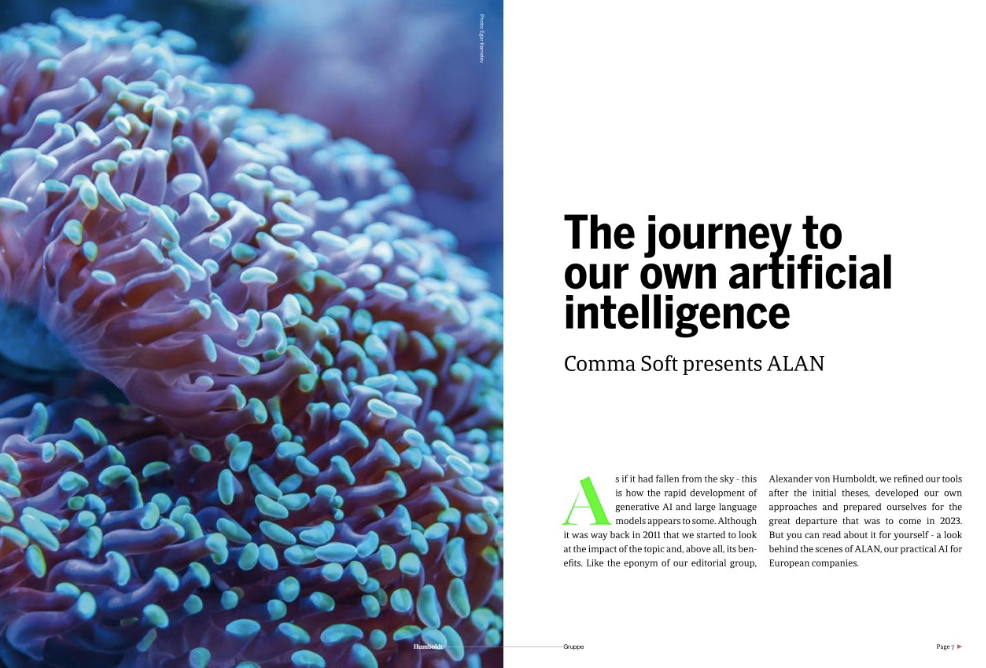 Photo: Egor Kamelev
The journey to
our own artificial
intelligence
Comma Soft presents ALAN
As if it had fallen from the sky - this
is how the rapid development of
generative AI and large language
models appears to some. Although
it was way back in 2011 that we started to look
at the impact of the topic and, above all, its ben-
efits. Like the eponym of our editorial group,
Alexander von Humboldt, we refined our tools
after the initial theses, developed our own
approaches and prepared ourselves for the
great departure that was to come in 2023.
But you can read about it for yourself - a look
behind the scenes of ALAN, our practical AI for
European companies.
Humboldt
Gruppe
Page 7